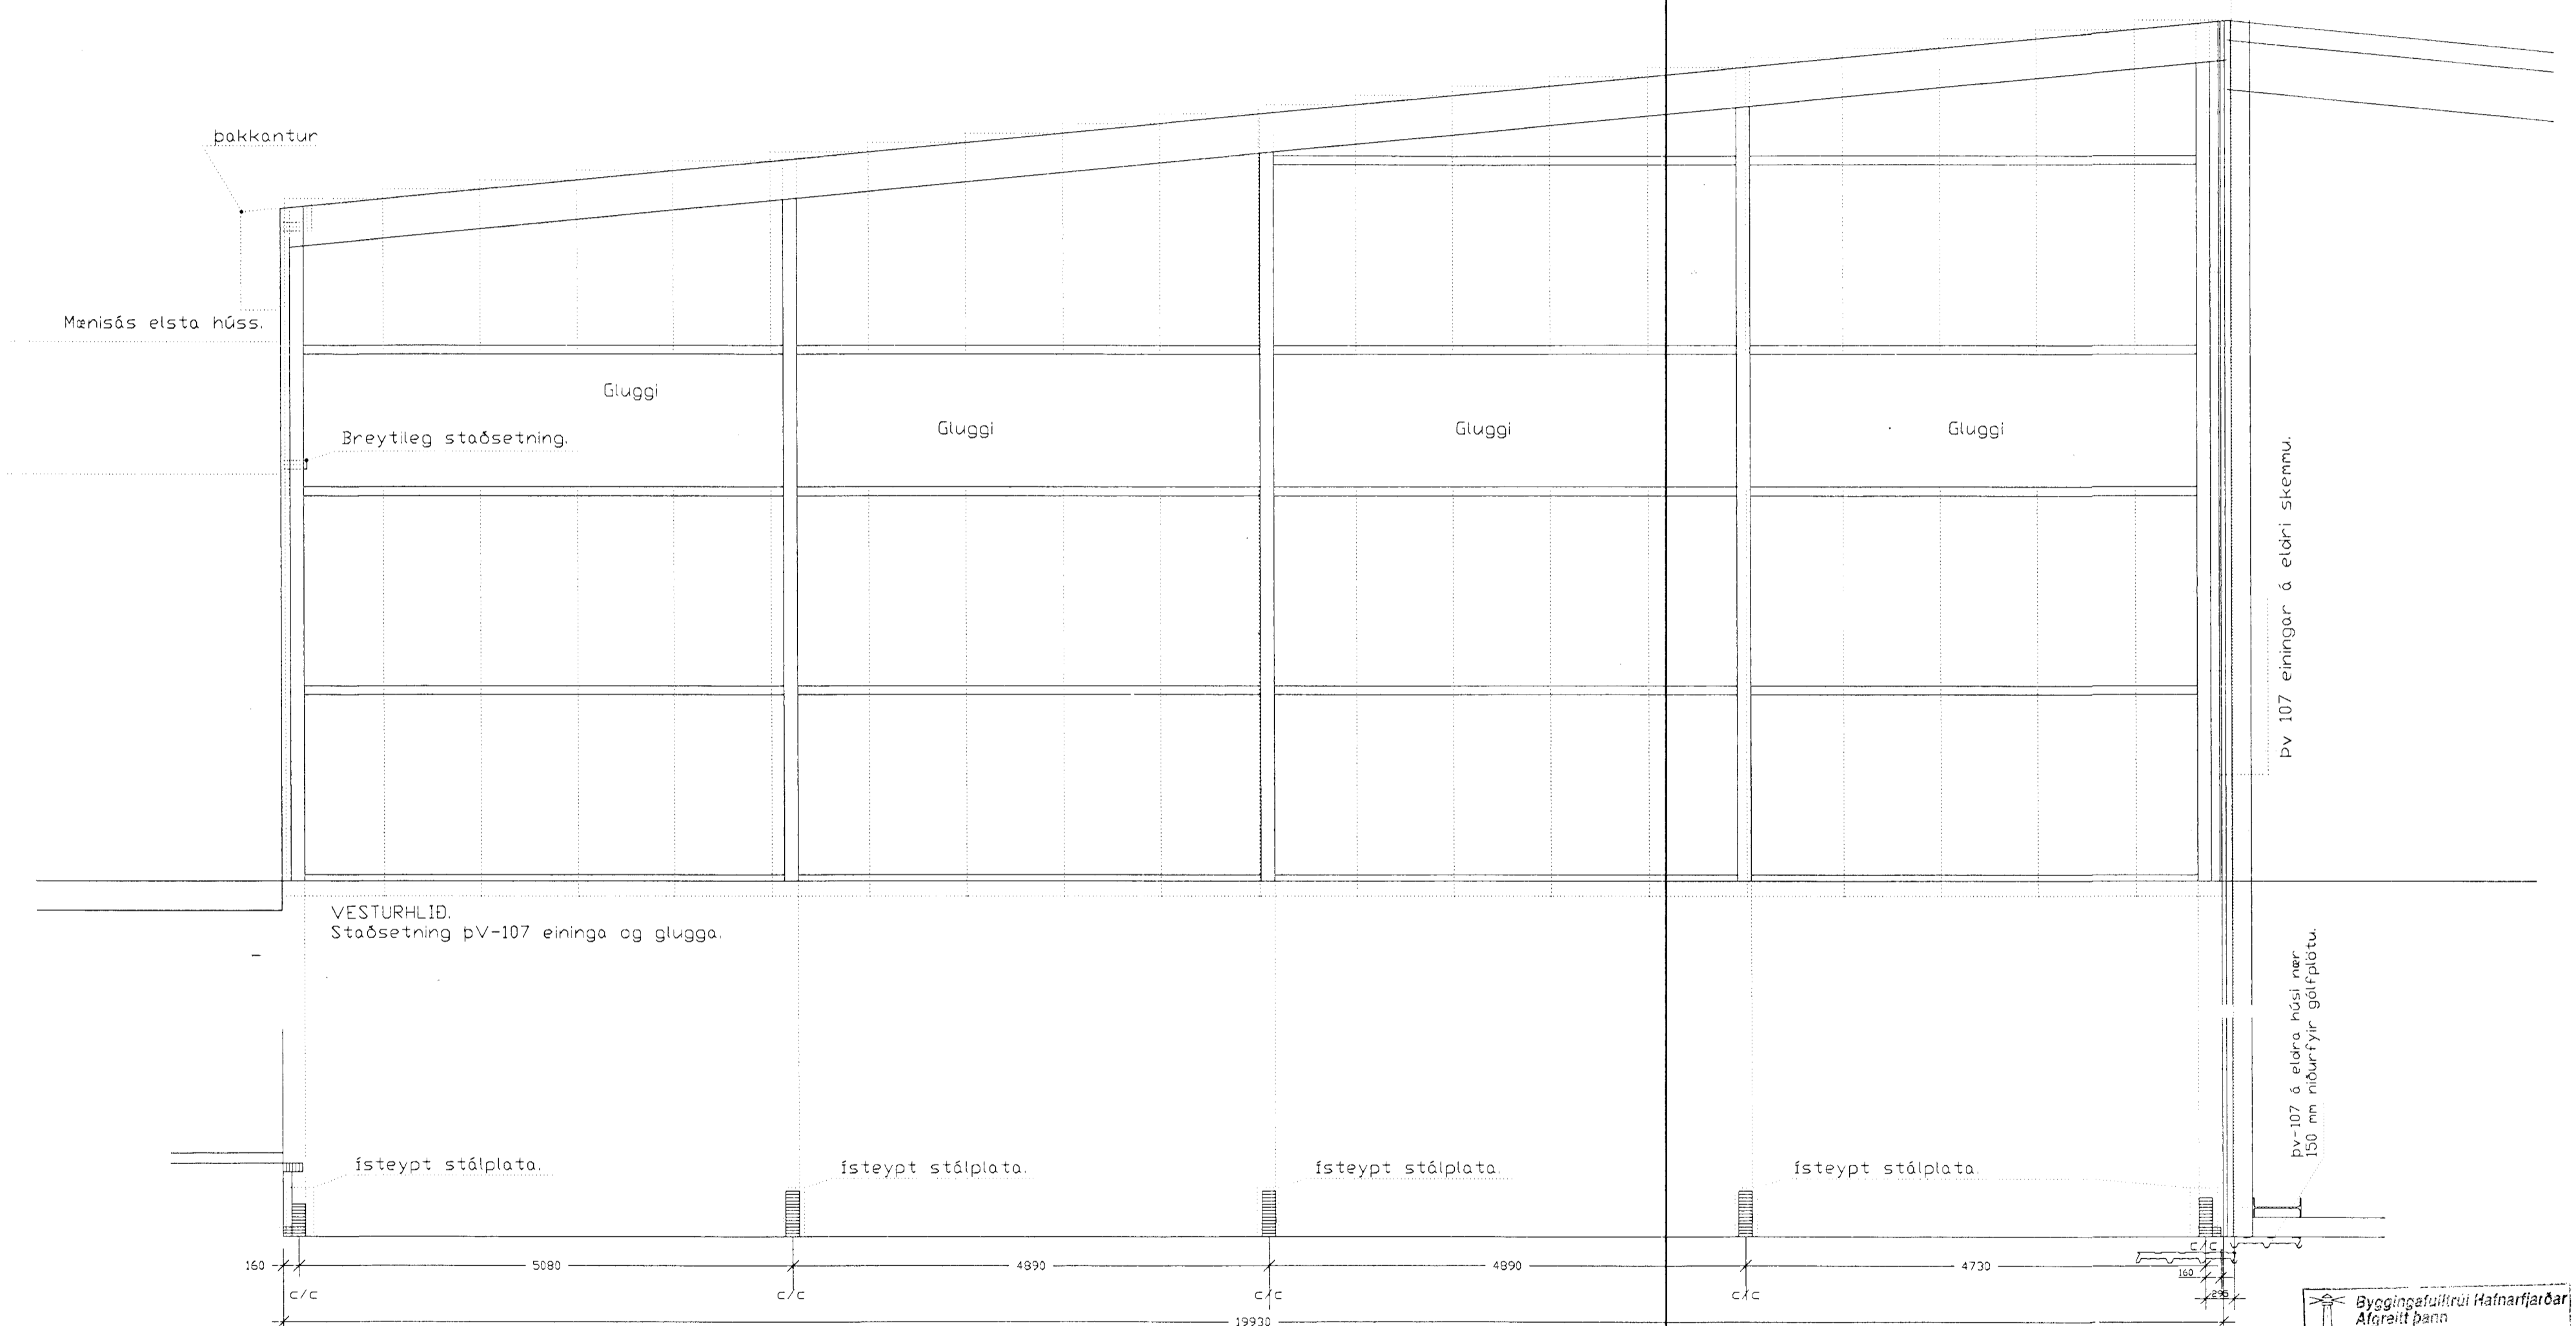 þakkantur
Mænisás elsta húss.
Gluggi
Breytileg staðsetning.
Gluggi
Gluggi
Gluggi
Þv 107 einingar á eldri skemmu.
VESTURHLIÐ.
Staðsetning þV-107 eininga og glugga.
þv-107 á eldra húsi nær
150 mm niðurfyir gólfplötu.
ísteypt stálplata.
ísteypt stálplata.
ísteypt stálplata.
ísteypt stálplata.
c/c
160
5080
4890
4890
4730
160
c/c
c/c
c/c
c/c
295
19930
Byggingafulltrúi Hafnarfjarðar
Afgreitt þann